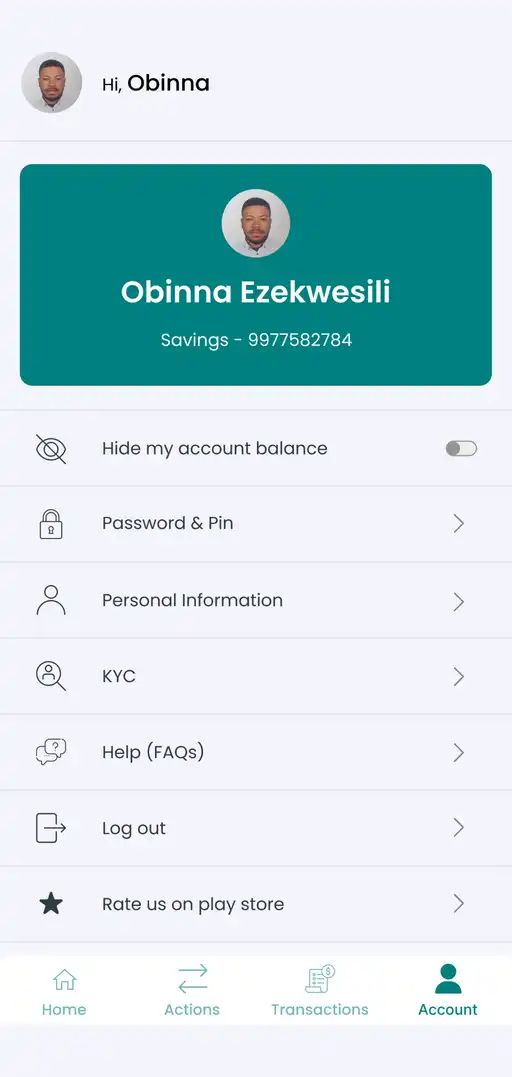 Hi, Obinna
Obinna Ezekwesili
Savings - 9977582784
Hide my account balance
Password & Pin
Personal Information
KYC
Help (FAQs)
Log out
Rate us on play store
Home Actions Transactions Account